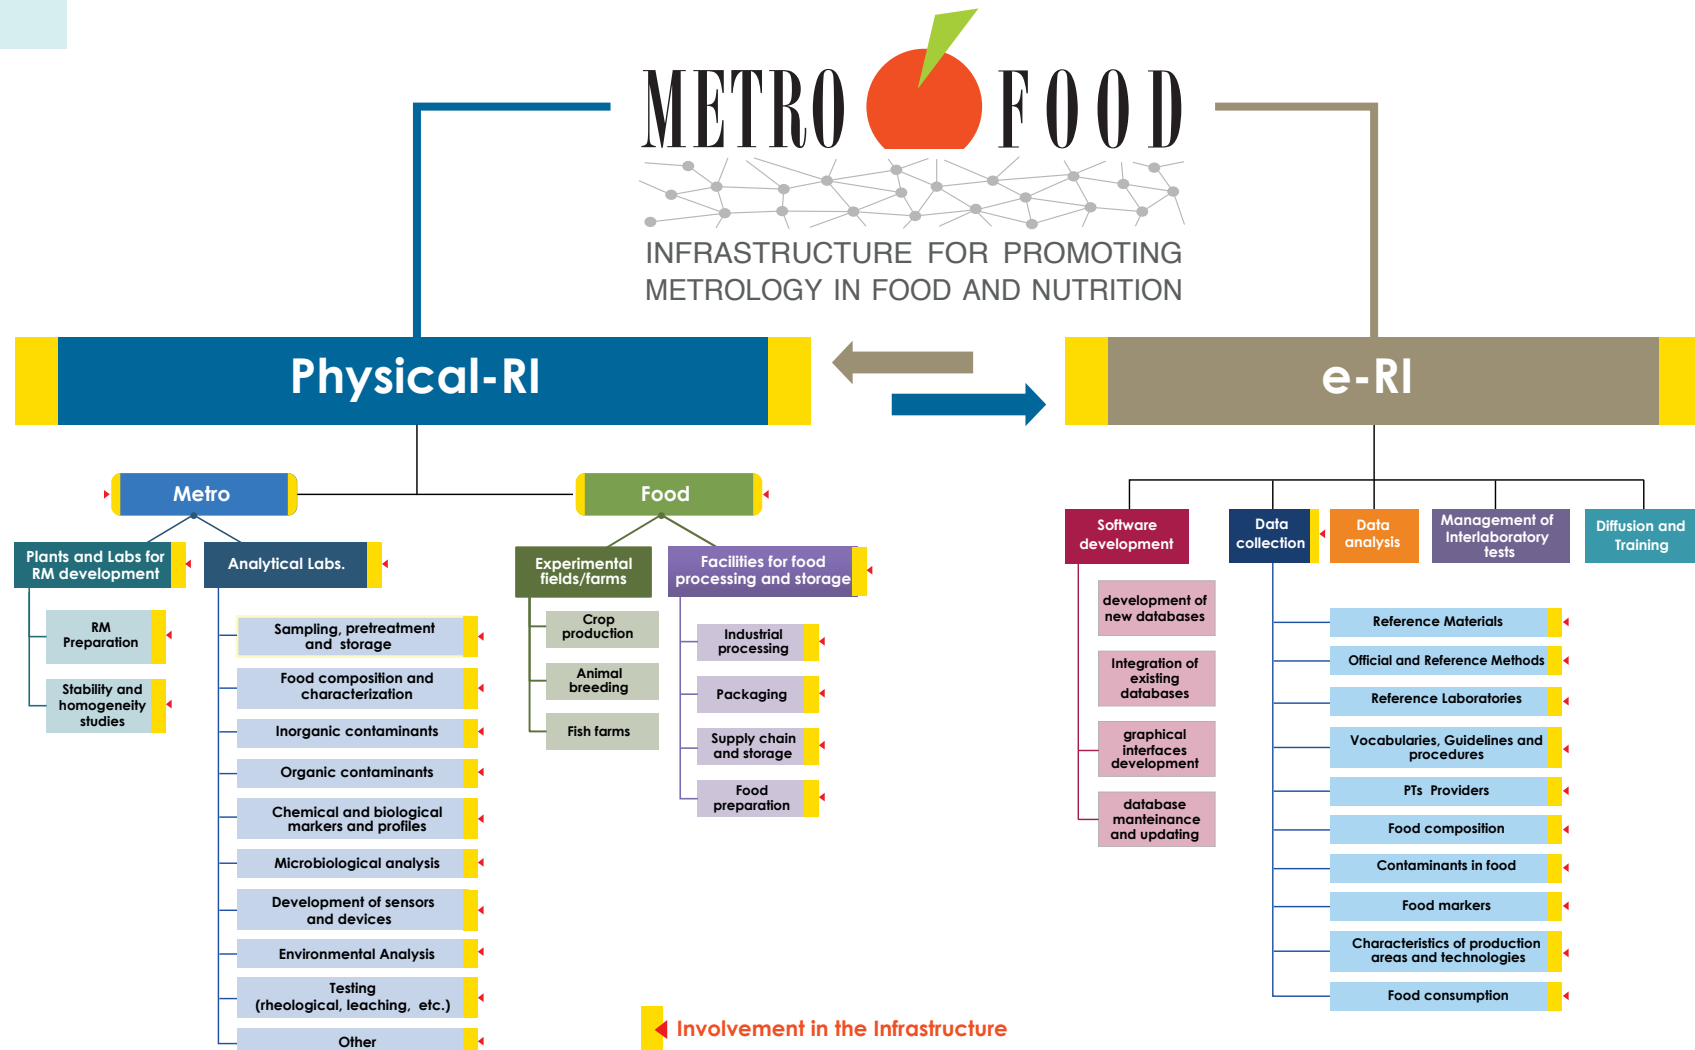 METRO FOOD
INFRASTRUCTURE FOR PROMOTING
METROLOGY IN FOOD AND NUTRITION
Physical-RI
e-RI
Metro
Food
Plants and Labs for
RM development
RM
Preparation
Stability and
homogeneity
studies
Analytical Labs.
Sampling, pretreatment
and storage
Food composition and
characterization
Inorganic contaminants
Organic contaminants
Chemical and biological
markers and profiles
Microbiological analysis
Development of sensors
and devices
Environmental Analysis
Testing
(rheological, leaching, etc.)
Other
Experimental
fields/farms
Crop
production
Animal
breeding
Fish farms
Facilities for food
processing and storage
Industrial
processing
Packaging
Supply chain
and storage
Food
preparation
Software
development
development of
new databases
Integration of
existing
databases
graphical
interfaces
development
database
manteinance
and updating
Data
collection
Reference Materials
Official and Reference Methods
Reference Laboratories
Vocabularies, Guidelines and
procedures
PTs Providers
Food composition
Contaminants in food
Food markers
Characteristics of production
areas and technologies
Food consumption
Data
analysis
Management of
Interlaboratory
tests
Diffusion and
Training
Involvement in the Infrastructure